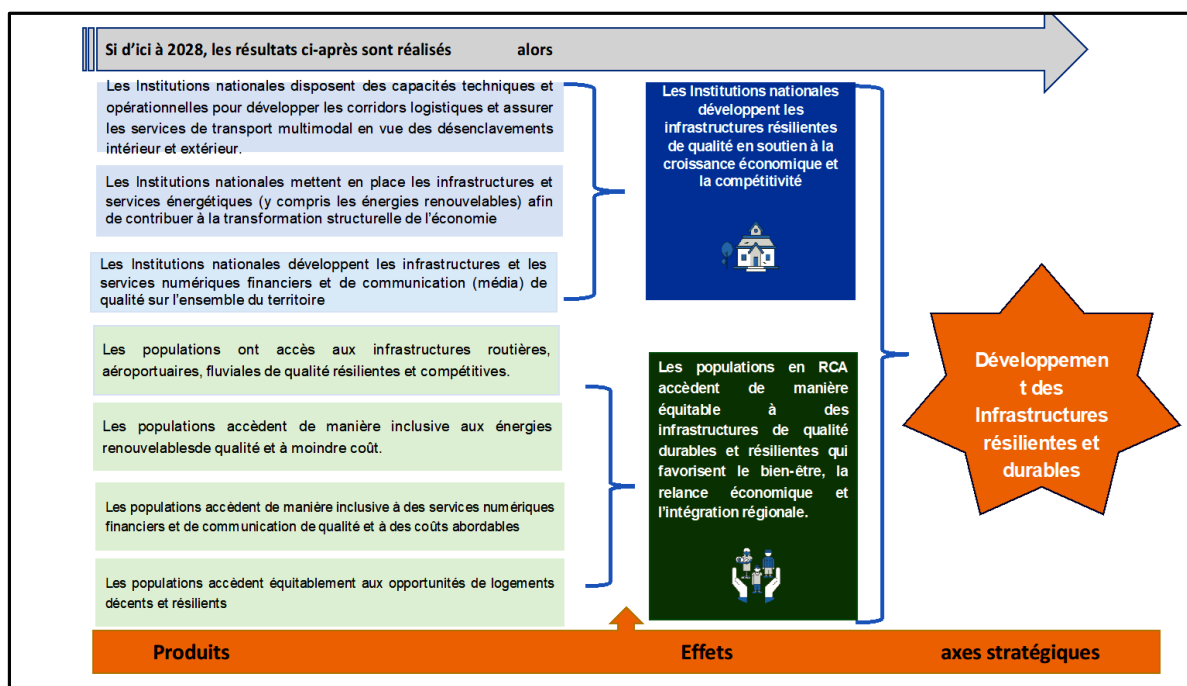 Si d'ici à 2028, les résultats ci-après sont réalisés alors
Les Institutions nationales disposent des capacités techniques et
opérationnelles pour développer les corridors logistiques et assurer
les services de transport multimodal en vue des désenclavements
intérieur et extérieur.
Les Institutions nationales mettent en place les infrastructures et
services énergétiques (y compris les énergies renouvelables) afin
de contribuer à la transformation structurelle de l'économie
Les Institutions nationales développent les infrastructures et les
services numériques financiers et de communication (média) de
qualité sur l'ensemble du territoire
Les populations ont accès aux infrastructures routières,
aéroportuaires, fluviales de qualité résilientes et compétitives.
Les populations accèdent de manière inclusive aux énergies
renouvelablesde qualité et à moindre coût.
Les populations accèdent de manière inclusive à des services numériques
financiers et de communication de qualité et à des coûts abordables
Les populations accèdent équitablement aux opportunités de logements
décents et résilients
Les Institutions nationales
développent les
infrastructures résilientes
de qualité en soutien à la
croissance économique et
la compétitivité
Les populations en RCA
accèdent de manière
équitable à des
infrastructures de qualité
durables et résilientes qui
favorisent le bien-être, la
relance économique et
l'intégration régionale.
Développemen
t des
Infrastructures
résilientes et
durables
Produits
Effets
axes stratégiques